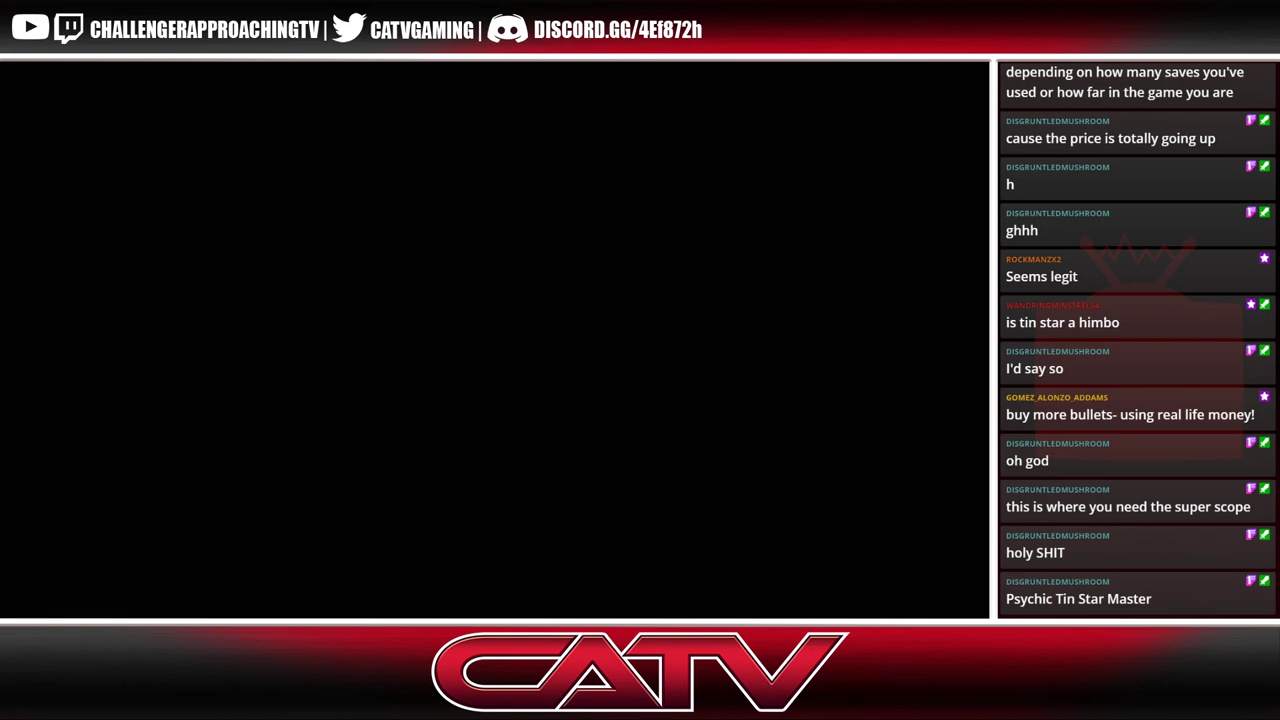 CHALLENGERAPPROACHINGTV | CATVGAMING | DISCORD.GG/4Ef872h
depending on how many saves you've
used or how far in the game you are
DISGRUNTLEDMUSHROOM
cause the price is totally going up
DISGRUNTLEDMUSHROOM
h
DISGRUNTLEDMUSHROOM
ghhh
ROCKMANZX2
Seems legit
WANDRINGMINSTREL64
is tin star a himbo
DISGRUNTLEDMUSHROOM
I'd say so
GOMEZ_ALONZO_ADDAMS
buy more bullets- using real life money!
DISGRUNTLEDMUSHROOM
oh god
DISGRUNTLEDMUSHROOM
this is where you need the super scope
DISGRUNTLEDMUSHROOM
holy SHIT
DISGRUNTLEDMUSHROOM
Psychic Tin Star Master
CATV